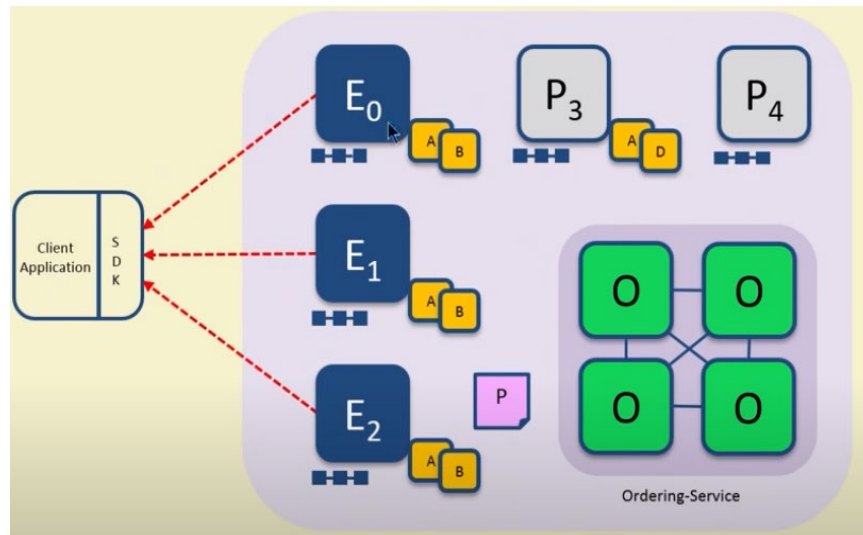 E0
A
B
P3
A
D
P4
Client
Application
S
D
K
E1
A
B
O
O
E2
A
B
P
O
O
Ordering-Service